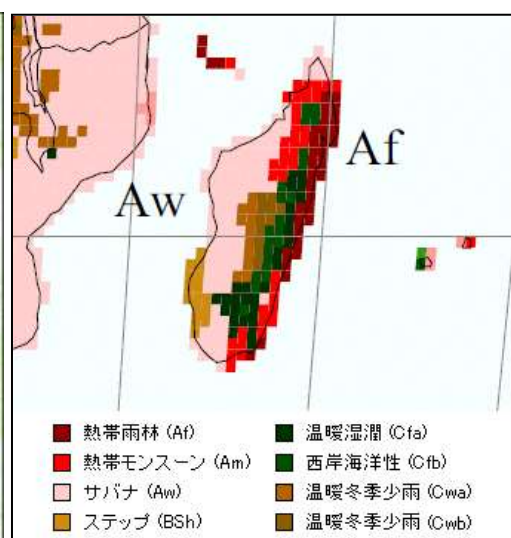 Af
Aw
熱帯雨林 (Af)
熱帯モンスーン (Am)
サバナ (Aw)
ステップ (BSh)
温暖湿潤 (Cfa)
西岸海洋性 (Cfb)
温暖冬季少雨 (Cwa)
温暖冬季少雨 (Cwb)